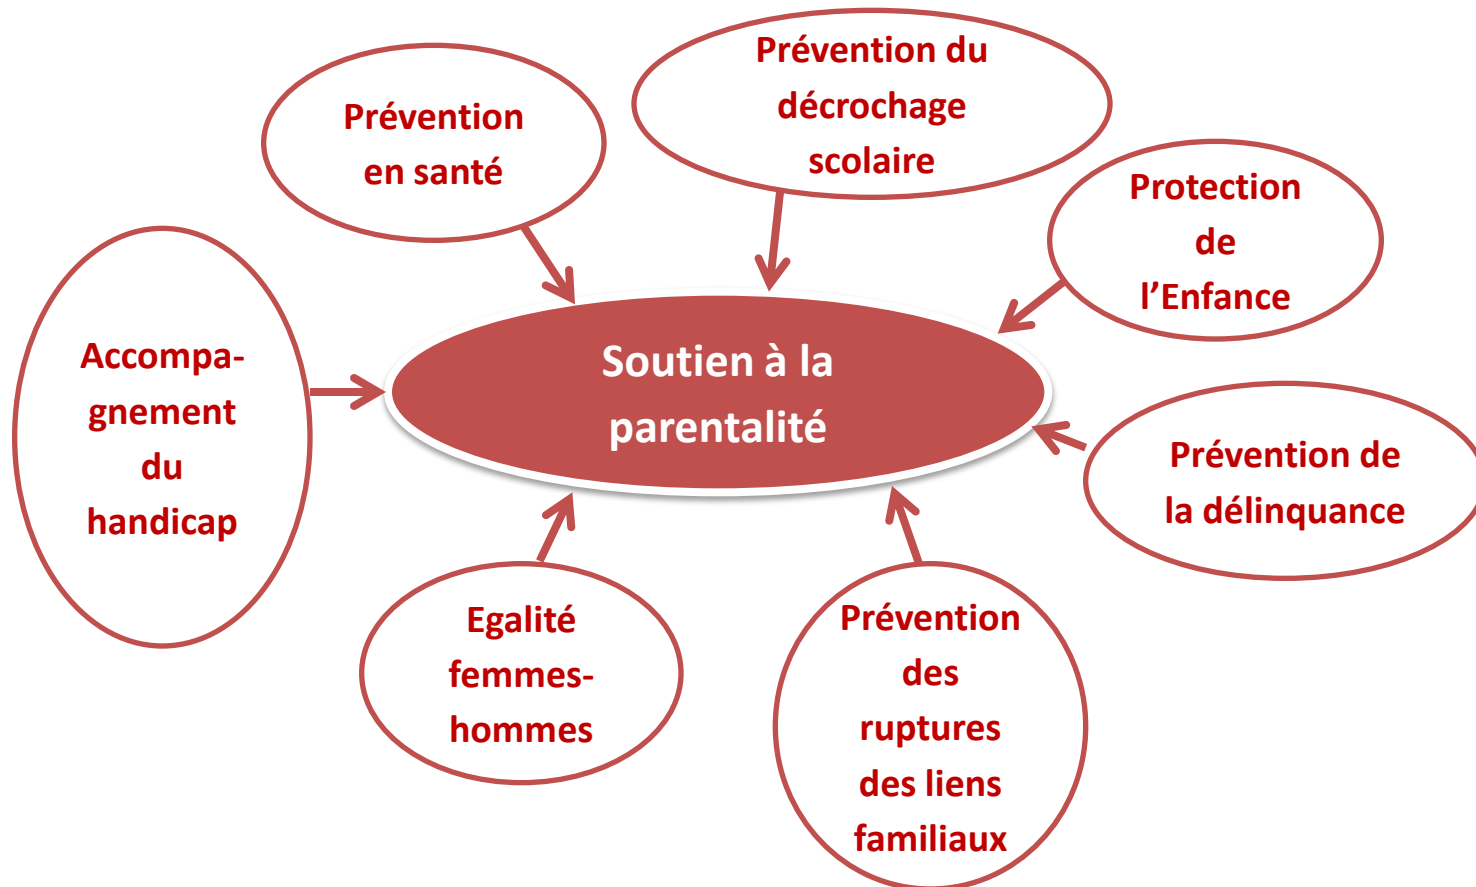 Prévention du
décrochage
scolaire
Prévention
en santé
Protection
de
l’Enfance
Accompa-
gnement
du
handicap
Soutien à la
parentalité
Prévention de
la délinquance
Egalité
femmes-
hommes
Prévention
des
ruptures
des liens
familiaux